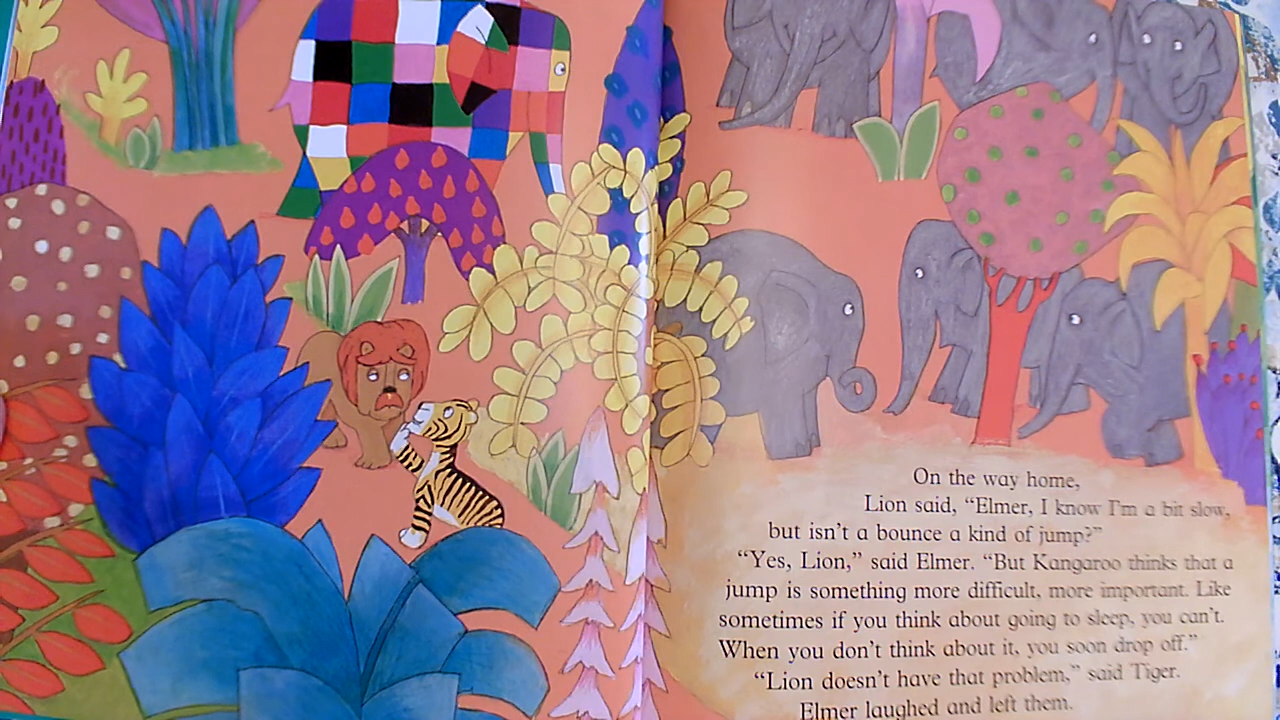 On the way home,
Lion said, “Elmer, I know I’m a bit slow,
but isn’t a bounce a kind of jump?”
“Yes, Lion,” said Elmer. “But Kangaroo thinks that a
jump is something more difficult, more important. Like
sometimes if you think about going to sleep, you can’t.
When you don’t think about it, you soon drop off.”
“Lion doesn’t have that problem,” said Tiger.
Elmer laughed and left them.